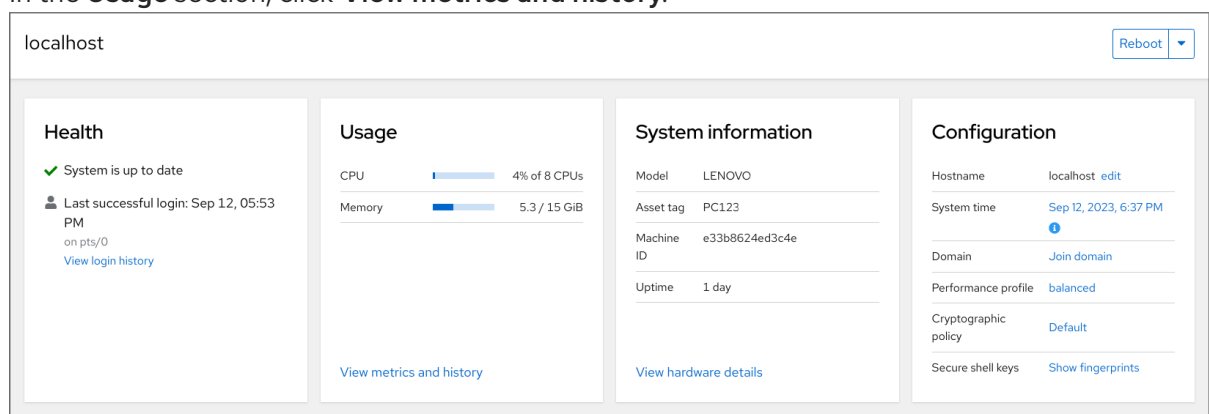 In the Usage section, click View metrics and history.
localhost
Reboot
Health
System is up to date
Last successful login: Sep 12, 05:53
PM
on pts/0
View login history
Usage
CPU 4% of 8 CPUs
Memory 5.3 / 15 GiB
View metrics and history
System information
Model LENOVO
Asset tag PC123
Machine e33b8624ed3c4e
ID
Uptime 1 day
View hardware details
Configuration
Hostname localhost edit
System time Sep 12, 2023, 6:37 PM
Domain Join domain
Performance profile balanced
Cryptographic
policy Default
Secure shell keys Show fingerprints